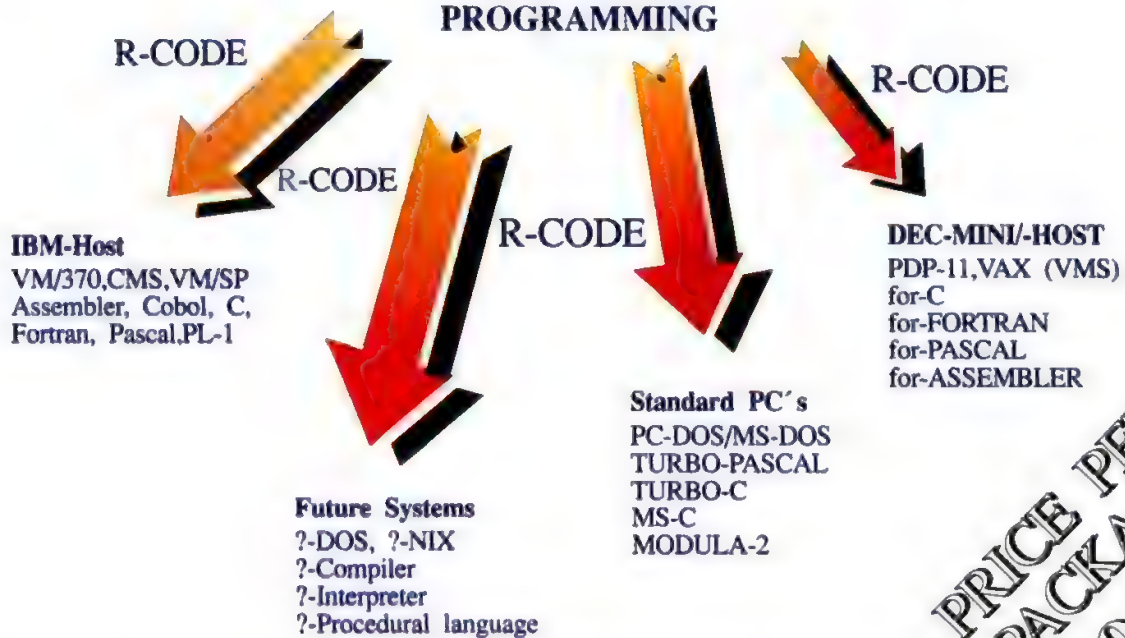 PROGRAMMING
R-CODE
R-CODE
R-CODE
R-CODE
IBM-Host
VM/370,CMS,VM/SP
Assembler, Cobol, C,
Fortran, Pascal,PL-1
Future Systems
?-DOS, ?-NIX
?-Compiler
?-Interpreter
?-Procedural language
Standard PC´s
PC-DOS/MS-DOS
TURBO-PASCAL
TURBO-C
MS-C
MODULA-2
DEC-MINI/-HOST
PDP-11,VAX (VMS)
for-C
for-FORTRAN
for-PASCAL
for-ASSEMBLER
PRICE